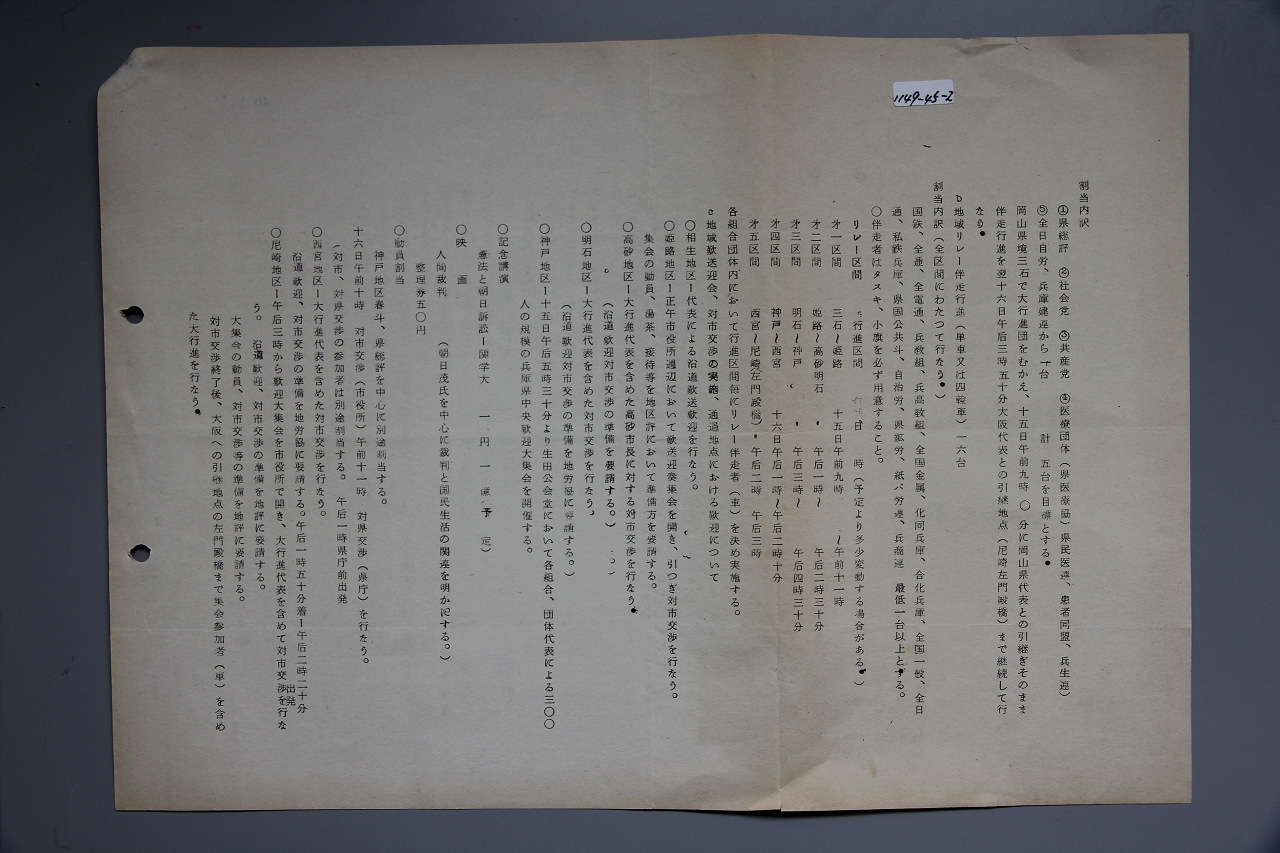 1149-45-2
割当内訳
①県総評 ②社会党 ③共産党 ④医療団体(県医療協)県民医連、患者同盟、兵生連)
⑤全日自労、兵庫建連から一台 計 五台を目標とする。
岡山県境三石で大行進団をむかえ、十五日午前九時 〇分に岡山県代表との引継ぎそのまま
伴走行進を翌十六日午后三時五十分大阪代表との引継地点(尼崎左門殿橋)まで継続して行
なう。
b 地域リレー伴走行進(単車又は四輪車)一六台
割当内訳(全区間にわたつて行なう。)
国鉄、全逓、全電通、兵教組、兵高教組、全国金属、化同兵庫、合化兵庫、全国一般、全日
通、私鉄兵庫、県国公共斗、自治労、県鉱労、紙パ労連、兵商連 最低一台以上とする。
〇伴走者はタスキ、小旗を必ず用意すること。
リレー区間 行進区間 日 時(予定より多少変動する場合がある。)
才一区間 三石〜姫路 十五日午前九時 〜午前十一時
才二区間 姫路〜高砂明石 〃 午后一時〜 午后二時三十分
才三区間 明石〜神戸 〃 午后三時〜 午后四時三十分
才四区間 神戸〜西宮 十六日午后一時〜午后二時十分
才五区間 西宮〜尼崎(左門殿橋)〃 午后二時 午后三時
各組合団体内において行進区間毎にリレー伴走者(車)を決め実施する。
c 地域歓送迎会、対市交渉の実施、通過地点における歓迎について
〇相生地区ー代表による沿道歓送歓迎を行なう。
〇姫路地区ー正午市役所週辺において歓送迎奏集会を開き、引つぎ対市交渉を行なう。
集会の動員、湯茶、接待等を地区評において準備方を要請する。
〇高砂地区ー大行進代表を含めた高砂市長に対する対市交渉を行なう。
(沿道歓迎対市交渉の準備を要請する。)
〇明石地区ー大行進代表を含めた対市交渉を行なう。
(沿道歓迎対市交渉の準備を地労協に要請する。)
〇神戸地区ー十五日午后五時三十分より生田公会堂において各組合、団体代表による三〇〇
人の規模の兵庫県中央歓迎大集会を開催する。
〇記念講演
憲法と朝日訴訟ー関学大 一 円 一 億(予 定)
〇映 画
人間裁判 (朝日茂氏を中心に裁判と国民生活の関連を明かにする。)
整理券五〇円
〇動員割当
神戸地区春斗、県総評を中心に別途割当する。
十六日午前十時 対市交渉(市役所)午前十一時 対県交渉(県庁)を行なう。
(対市、対県交渉の参加者は別途割当する。 午后一時県庁前出発
〇西宮地区ー大行進代表を含めた対市交渉を行なう。
沿道歓迎、対市交渉の準備を地労協に要請する。午后一時五十分着ー午后二時二十分
出発
〇尼崎地区ー午后三時から歓迎大集会を市役所で開き、大行進代表を含めて対市交渉を行な
う。 沿道歓迎、対市交渉の準備を地評に要請する。
大集会の動員、対市交渉等の準備を地評に要請する。
対市交渉終了後、大阪への引継地点の左門殿橋まで集会参加者(車)を含め
た大行進を行なう。